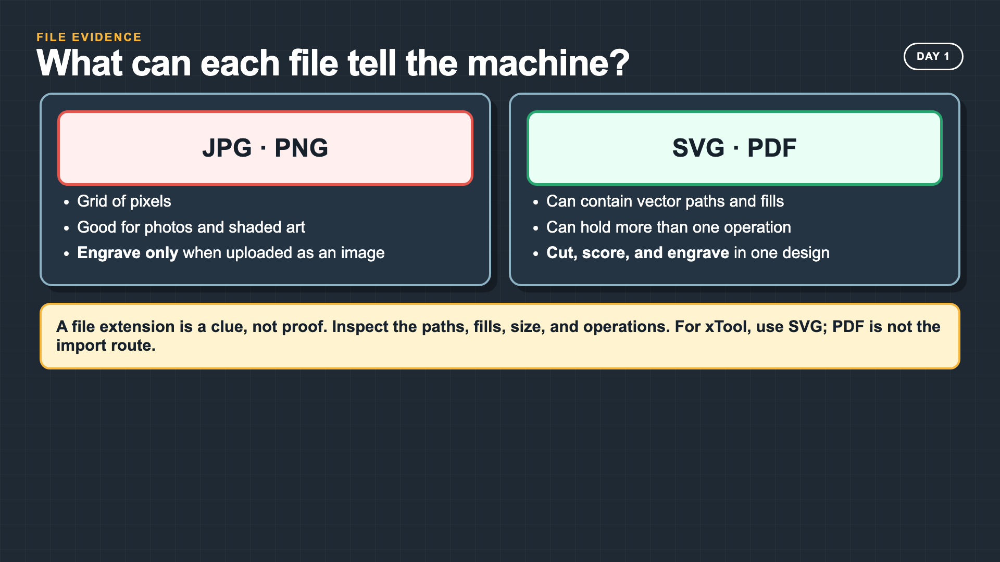 FILE EVIDENCE
What can each file tell the machine?
DAY 1
JPG · PNG
• Grid of pixels
• Good for photos and shaded art
• Engrave only when uploaded as an image
SVG · PDF
• Can contain vector paths and fills
• Can hold more than one operation
• Cut, score, and engrave in one design
A file extension is a clue, not proof. Inspect the paths, fills, size, and operations. For xTool, use SVG; PDF is not the
import route.